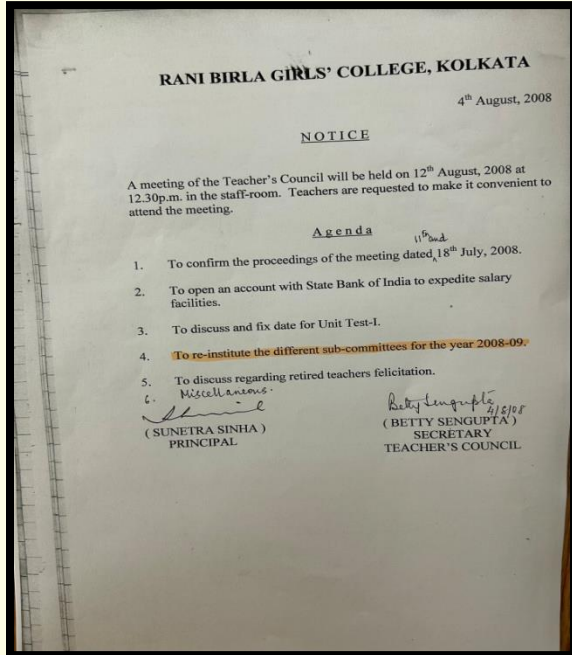 RANI BIRLA GIRLS' COLLEGE, KOLKATA
4th August, 2008
NOTICE
A meeting of the Teacher's Council will be held on 12th August, 2008 at
12.30p.m. in the staff-room. Teachers are requested to make it convenient to
attend the meeting.
Agenda
11th and
1. To confirm the proceedings of the meeting dated 18th July, 2008.
2. To open an account with State Bank of India to expedite salary
facilities.
3. To discuss and fix date for Unit Test-I.
4. To re-institute the different sub-committees for the year 2008-09.
5. To discuss regarding retired teachers felicitation.
6. Miscellaneous.
Betty Sengupta
4/8/08
( SUNETRA SINHA )
PRINCIPAL
( BETTY SENGUPTA )
SECRETARY
TEACHER'S COUNCIL